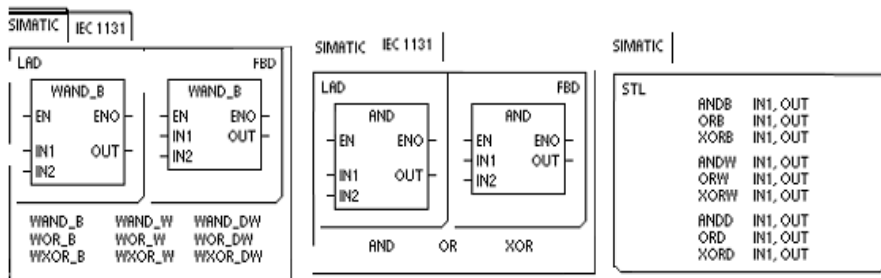 SIMATIC IEC 1131
LAD FBD
WAND_B WAND_B
EN ENO EN ENO
IN1 OUT IN1 OUT
IN2 IN2
WAND_B WAND_W WAND_DW
WOR_B WOR_W WOR_DW
WXOR_B WXOR_W WXOR_DW
SIMATIC IEC 1131
LAD FBD
AND AND
EN ENO EN ENO
IN1 OUT IN1 OUT
IN2 IN2
AND OR XOR
SIMATIC
STL
ANDB IN1, OUT
ORB IN1, OUT
XORB IN1, OUT
ANDW IN1, OUT
ORW IN1, OUT
XORW IN1, OUT
ANDD IN1, OUT
ORD IN1, OUT
XORD IN1, OUT